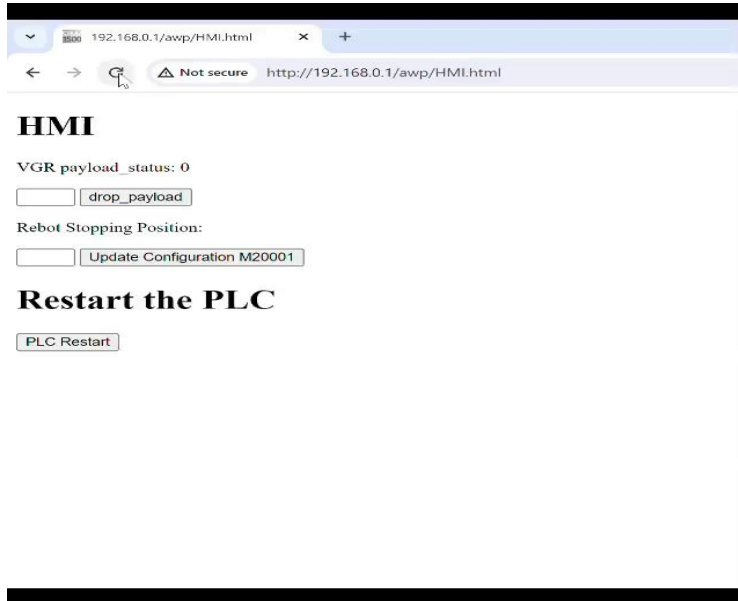 192.168.0.1/awp/HMI.html
Not secure http://192.168.0.1/awp/HMI.html
HMI
VGR payload_status: 0
drop_payload
Rebot Stopping Position:
Update Configuration M20001
Restart the PLC
PLC Restart